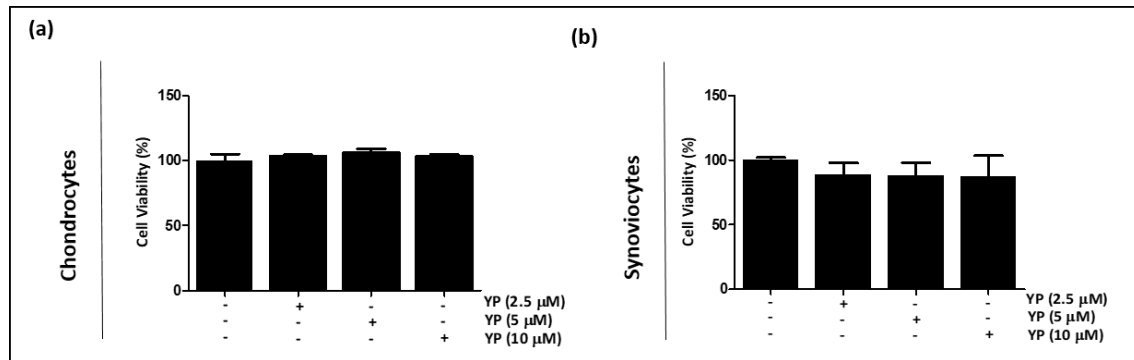 (a)
Chondrocytes
Cell Viability (%)
150
100
50
0
- + - - YP (2.5 μM)
- - + - YP (5 μM)
- - - + YP (10 μM)
(b)
Synoviocytes
Cell Viability (%)
150
100
50
0
- + - - YP (2.5 μM)
- - + - YP (5 μM)
- - - + YP (10 μM)